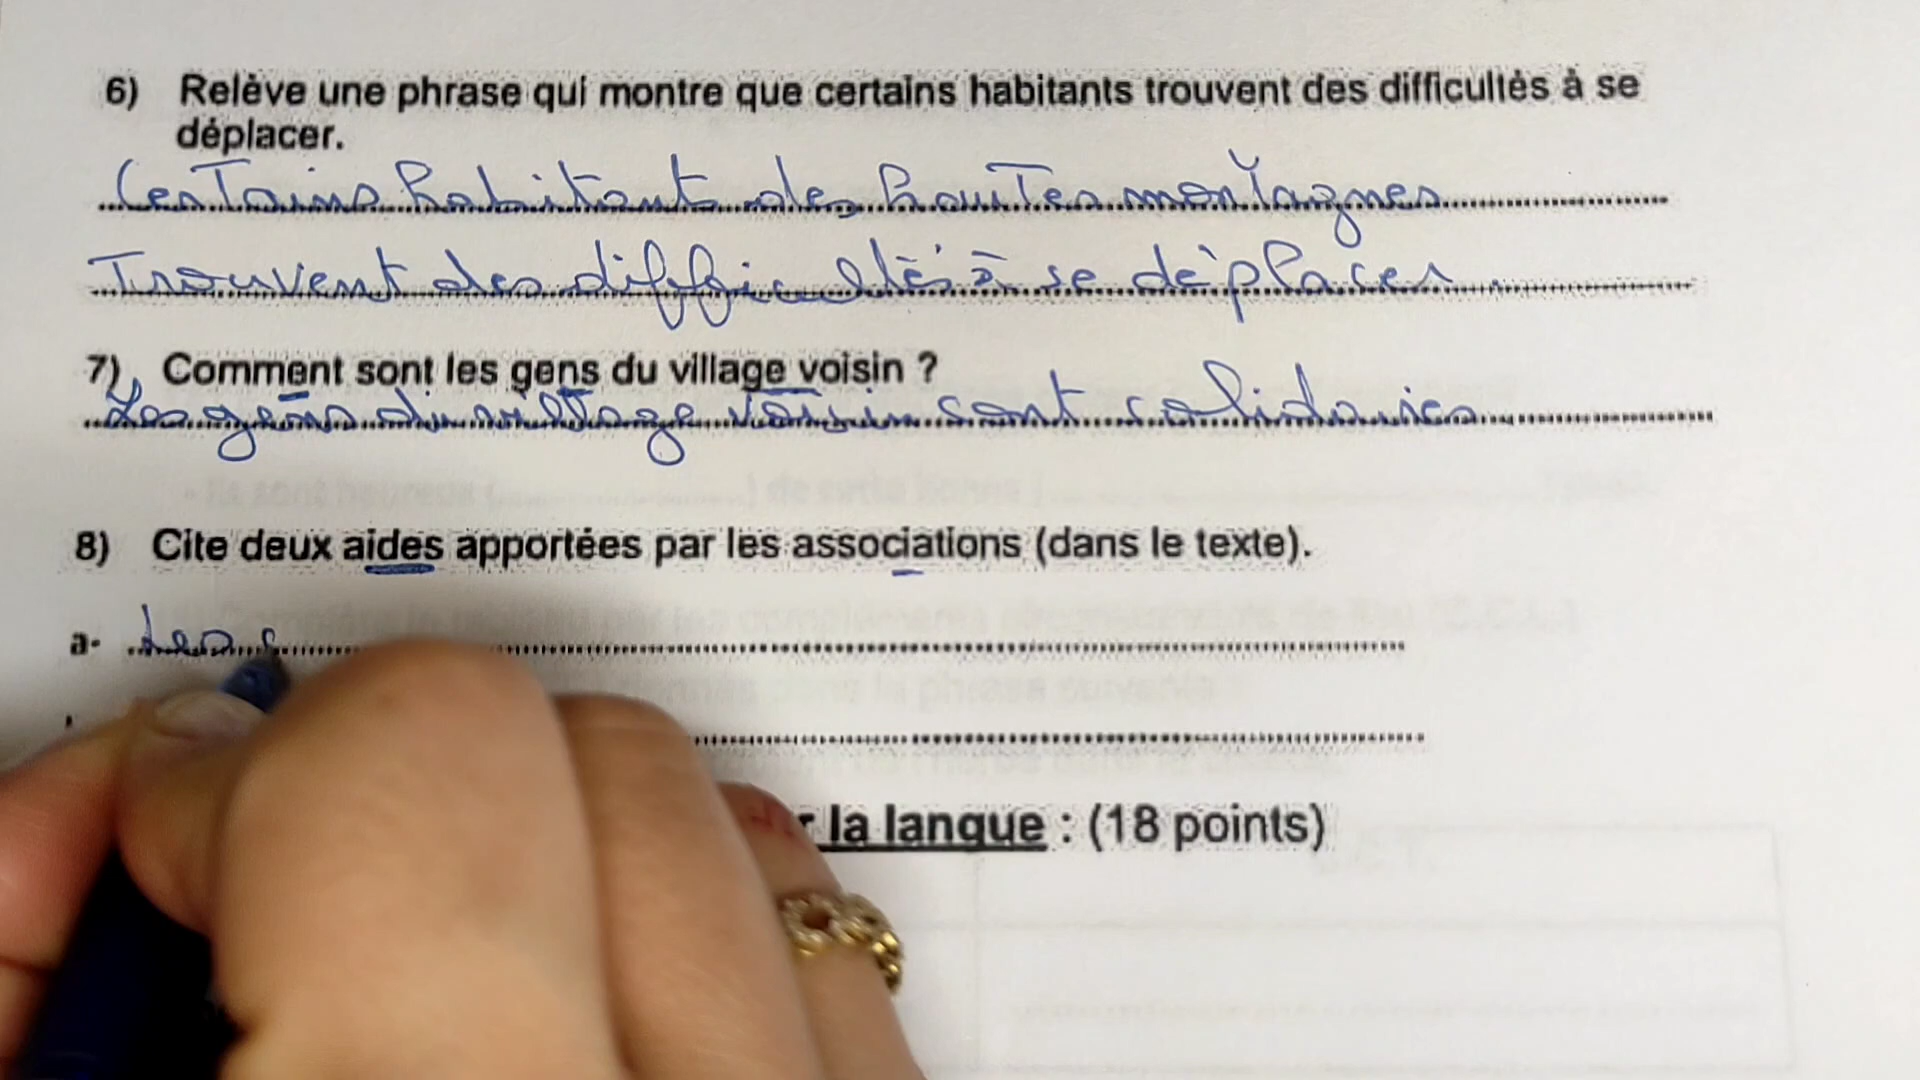 6) Relève une phrase qui montre que certains habitants trouvent des difficultés à se
déplacer.
Certains habitant des hautes montagnes
Trouvent des difficultés à se déplacer
7) Comment sont les gens du village voisin ?
Les gens du village voisin sont solidaires
8) Cite deux aides apportées par les associations (dans le texte).
a- Les
la langue : (18 points)